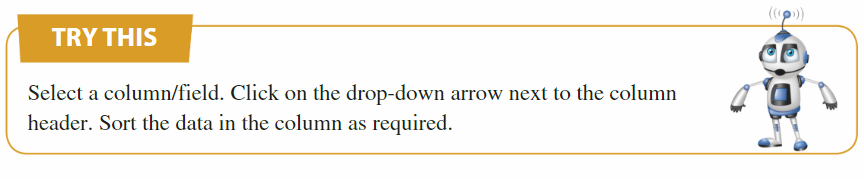 TRY THIS
Select a column/field. Click on the drop-down arrow next to the column
header. Sort the data in the column as required.